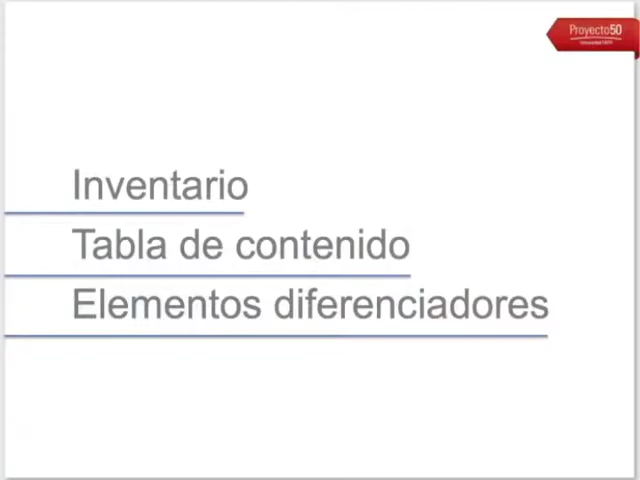 Proyecto50
Inventario
Tabla de contenido
Elementos diferenciadores